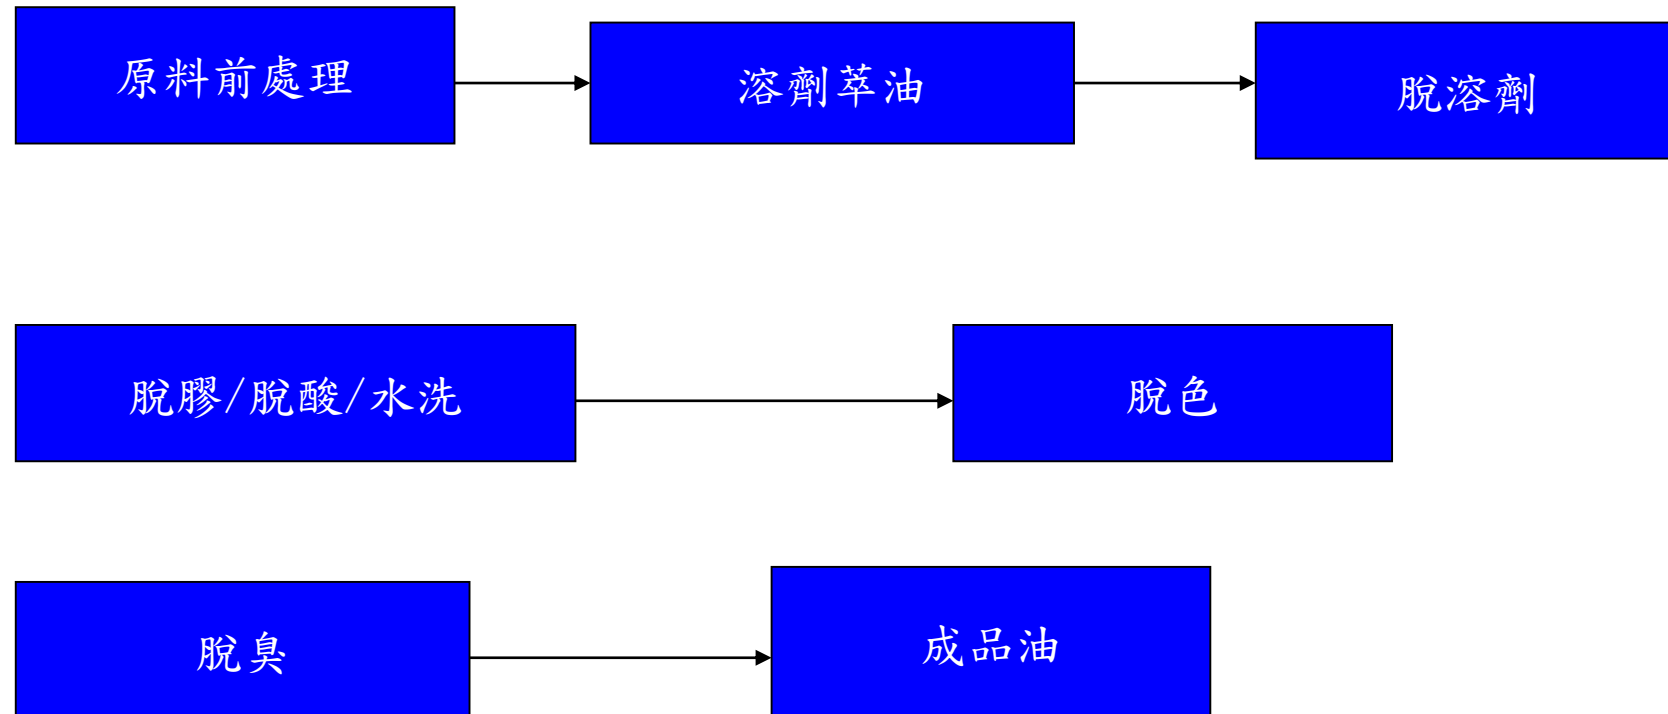 原料前處理
溶劑萃油
脫溶劑
脫膠/脫酸/水洗
脫色
脫臭
成品油